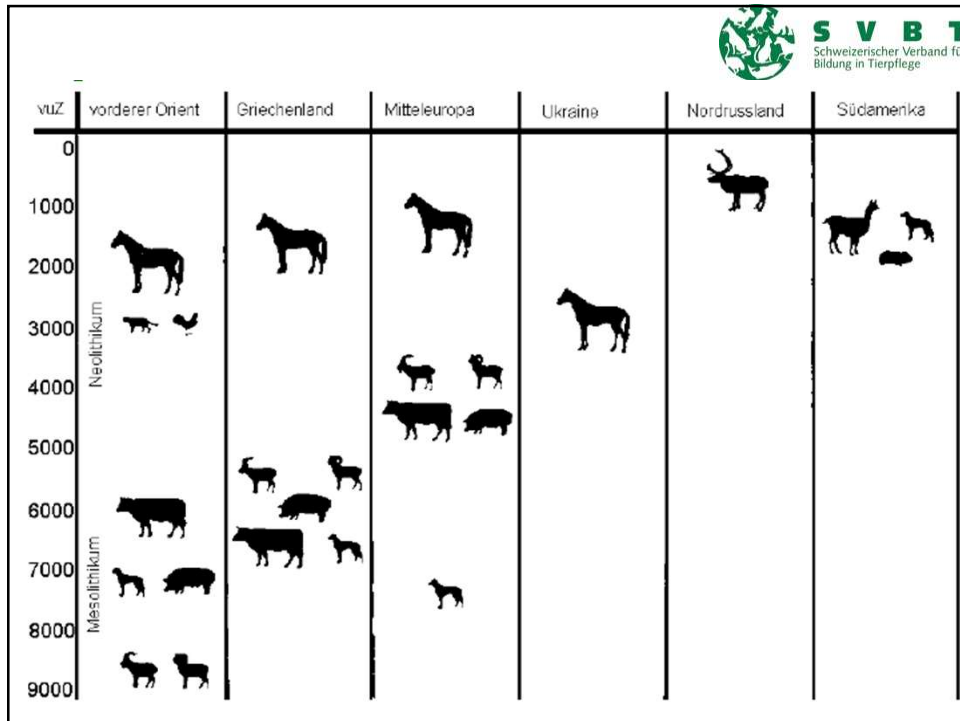 S V B T
Schweizerischer Verband fü
Bildung in Tierpflege
vuZ vorderer Orient Griechenland Mitteleuropa Ukraine Nordrussland Südamerika
0
1000
2000
3000
4000
5000
6000
7000
8000
9000
Neolithikum
Mesolithikum